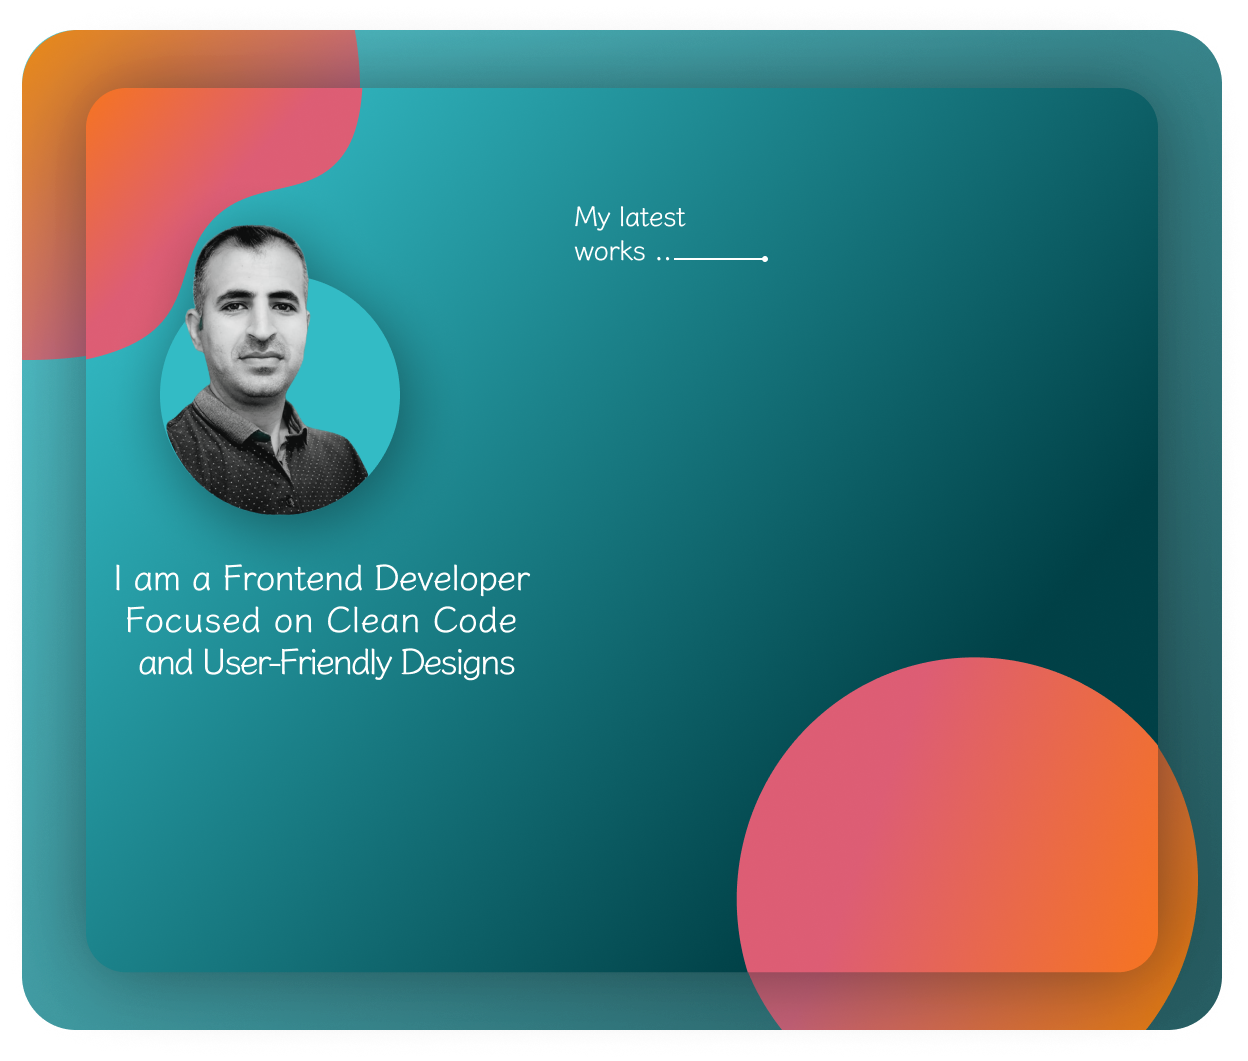 My latest
works ..
I am a Frontend Developer
Focused on Clean Code
and User-Friendly Designs